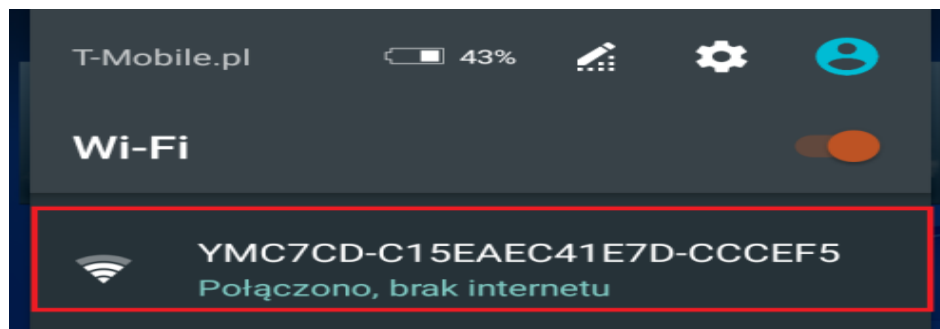 T-Mobile.pl 43%
Wi-Fi
YMC7CD-C15EAEC41E7D-CCCEF5
Połączono, brak internetu